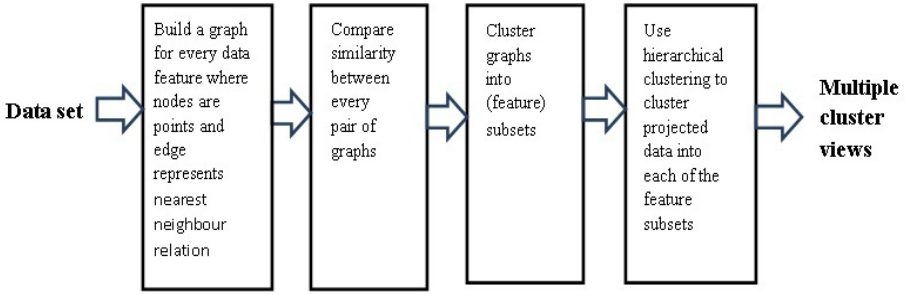 Data set
Build a graph
for every data
feature where
nodes are
points and
edge
represents
nearest
neighbour
relation
Compare
similarity
between
every
pair of
graphs
Cluster
graphs
into
(feature)
subsets
Use
hierarchical
clustering to
cluster
projected
data into
each of the
feature
subsets
Multiple
cluster
views